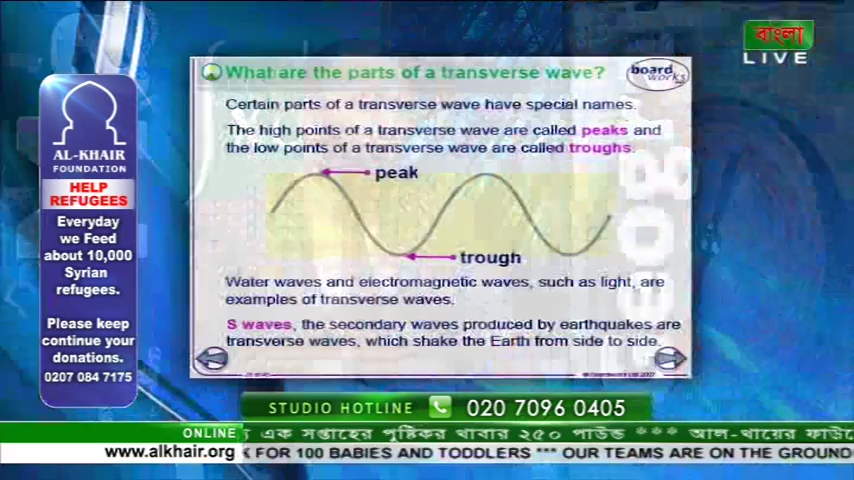 বাংলা
LIVE
AL-KHAIR
FOUNDATION
HELP
REFUGEES
Everyday
we Feed
about 10,000
Syrian
refugees.
Please keep
continue your
donations.
0207 084 7175
What are the parts of a transverse wave?
board
works
Certain parts of a transverse wave have special names.
The high points of a transverse wave are called peaks and
the low points of a transverse wave are called troughs.
peak
trough
Water waves and electromagnetic waves, such as light, are
examples of transverse waves.
S waves, the secondary waves produced by earthquakes are
transverse waves, which shake the Earth from side to side.
STUDIO HOTLINE 020 7096 0405
ONLINE এক সপ্তাহের পুষ্টিকর খাবার ২৫০ পাউন্ড *** আল-খায়ের
www.alkhair.org FOR 100 BABIES AND TODDLERS *** OUR TEAMS ARE ON THE GROUND